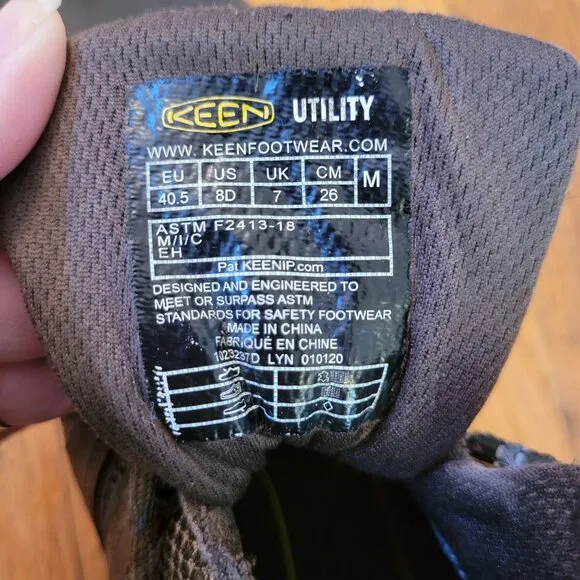 KEEN UTILITY
WWW. KEENFOOTWEAR.COM
EU US UK CM M
40.5 8D 7 26
ASTM F2413-18
M/I/C
EH
Pat KEENIP.com
DESIGNED AND ENGINEERED TO
MEET OR SURPASS ASTM
STANDARDS FOR SAFETY FOOTWEAR
MADE IN CHINA
FABRIQUÉ EN CHINE
1023237D LYN 010120